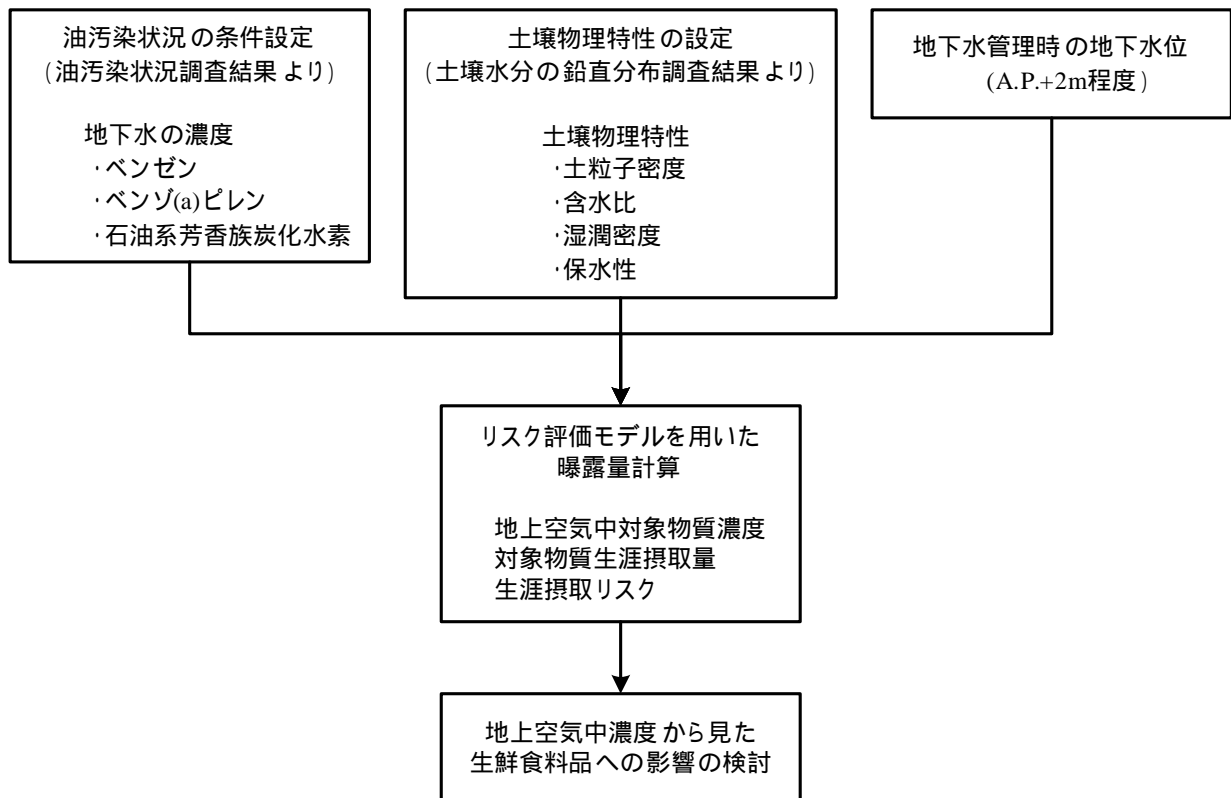 油汚染状況の条件設定
(油汚染状況調査結果より)
地下水の濃度
・ベンゼン
・ベンゾ(a)ピレン
・石油系芳香族炭化水素
土壌物理特性の設定
(土壌水分の鉛直分布調査結果より)
土壌物理特性
・土粒子密度
・含水比
・湿潤密度
・保水性
地下水管理時の地下水位
(A.P.+2m程度)
リスク評価モデルを用いた
曝露量計算
地上空気中対象物質濃度
対象物質生涯摂取量
生涯摂取リスク
地上空気中濃度から見た
生鮮食料品への影響の検討